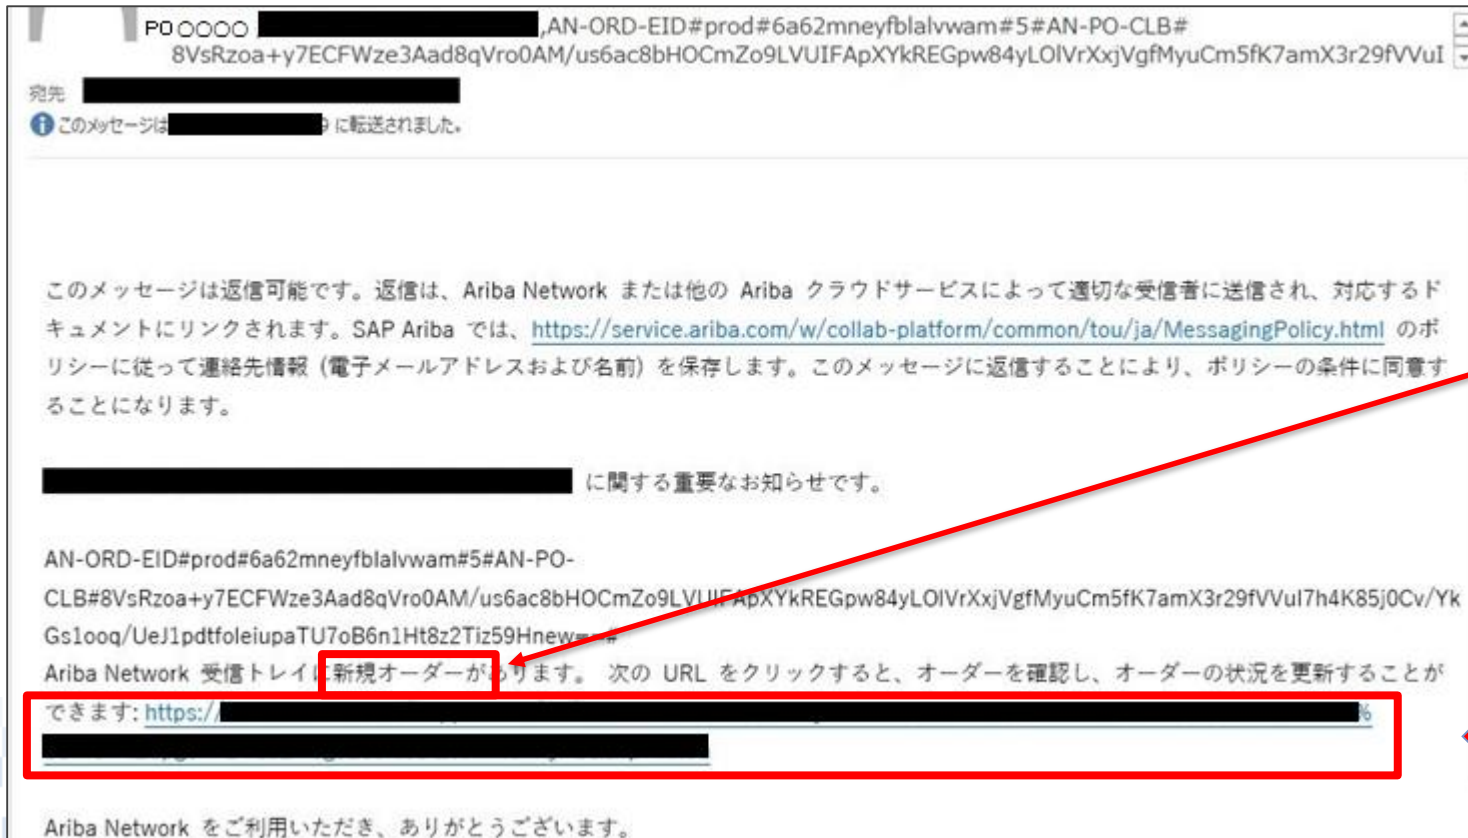 PO○○○○ ,AN-ORD-EID#prod#6a62mneyfblalvwam#5#AN-PO-CLB#
8VsRzoa+y7ECFWze3Aad8qVro0AM/us6ac8bHOCmZo9LVUIFApXYkREGpw84yLOlVrXxjVgfMyuCm5fK7amX3r29fVVuI
宛先
このメッセージは に転送されました。
このメッセージは返信可能です。返信は、Ariba Network または他の Ariba クラウドサービスによって適切な受信者に送信され、対応するド
キュメントにリンクされます。SAP Ariba では、https://service.ariba.com/w/collab-platform/common/tou/ja/MessagingPolicy.html のポ
リシーに従って連絡先情報 (電子メールアドレスおよび名前) を保存します。このメッセージに返信することにより、ポリシーの条件に同意す
ることになります。
に関する重要なお知らせです。
AN-ORD-EID#prod#6a62mneyfblalvwam#5#AN-PO-
CLB#8VsRzoa+y7ECFWze3Aad8qVro0AM/us6ac8bHOCmZo9LVUIFApXYkREGpw84yLOlVrXxjVgfMyuCm5fK7amX3r29fVVuI7h4K85j0Cv/Yk
Gs1ooq/UeJ1pdtfoleiupaTU7oB6n1Ht8z2Tiz59Hnew==#
Ariba Network 受信トレイに新規オーダーがあります。 次の URL をクリックすると、オーダーを確認し、オーダーの状況を更新することが
できます: https:// %
Ariba Network をご利用いただき、ありがとうございます。